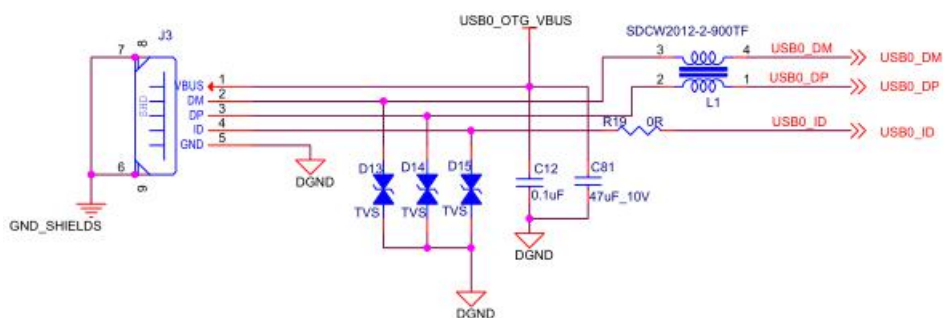 USB0_OTG_VBUS
SDCW2012-2-900TF
J3
7
8
3
4
USB0_DM
USB0_DM
VBUS
1
2
1
USB0_DP
USB0_DP
DM
2
L1
DP
3
SHD
ID
4
R19
0R
USB0_ID
USB0_ID
GND
5
6
9
DGND
D13
D14
D15
C12
0.1uF
C81
47uF_10V
TVS
TVS
TVS
GND_SHIELDS
DGND
DGND